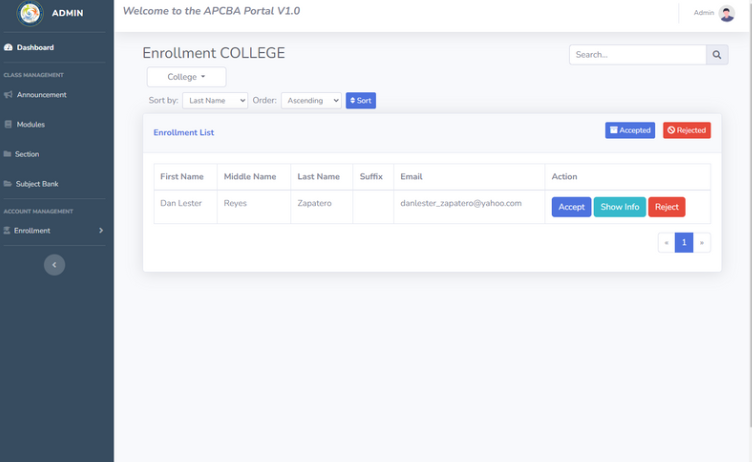 ADMIN
Welcome to the APCBA Portal V1.0
Admin
Dashboard
CLASS MANAGEMENT
Announcement
Modules
Section
Subject Bank
ACCOUNT MANAGEMENT
Enrollment
Enrollment COLLEGE
Search...
College
Sort by: Last Name Order: Ascending Sort
Enrollment List
Accepted Rejected
First Name Middle Name Last Name Suffix Email Action
Dan Lester Reyes Zapatero danlester_zapatero@yahoo.com Accept Show Info Reject
« 1 »